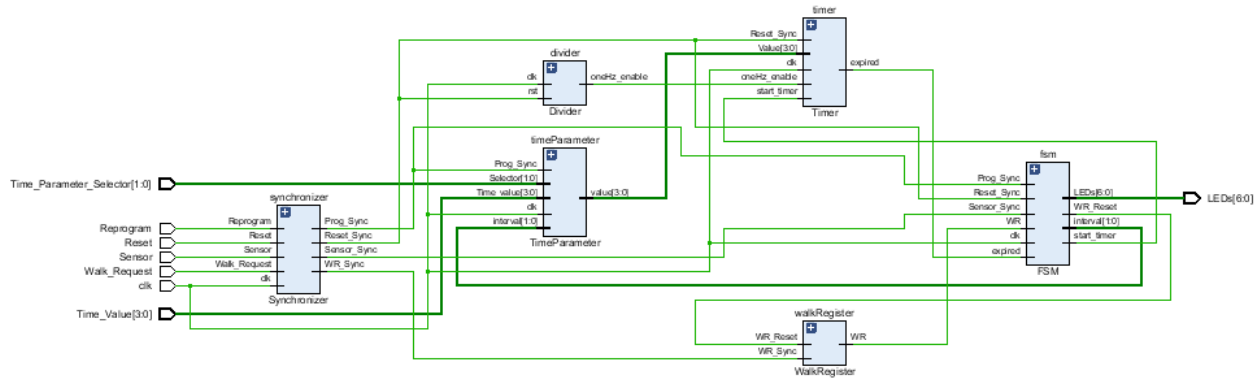 timer
Reset_Sync
Value[3:0]
clk
oneHz_enable
start_timer
expired
Timer
divider
clk
rst
oneHz_enable
Divider
timeParameter
Prog_Sync
Selector[1:0]
Time_value[3:0]
clk
interval[1:0]
value[3:0]
TimeParameter
Time_Parameter_Selector[1:0]
Reprogram
Reset
Sensor
Walk_Request
clk
Time_Value[3:0]
synchronizer
Reprogram
Reset
Sensor
Walk_Request
clk
Prog_Sync
Reset_Sync
Sensor_Sync
WR_Sync
Synchronizer
fsm
Prog_Sync
Reset_Sync
Sensor_Sync
WR
clk
expired
LEDs[6:0]
WR_Reset
interval[1:0]
start_timer
FSM
LEDs[6:0]
walkRegister
WR_Reset
WR_Sync
WR
WalkRegister